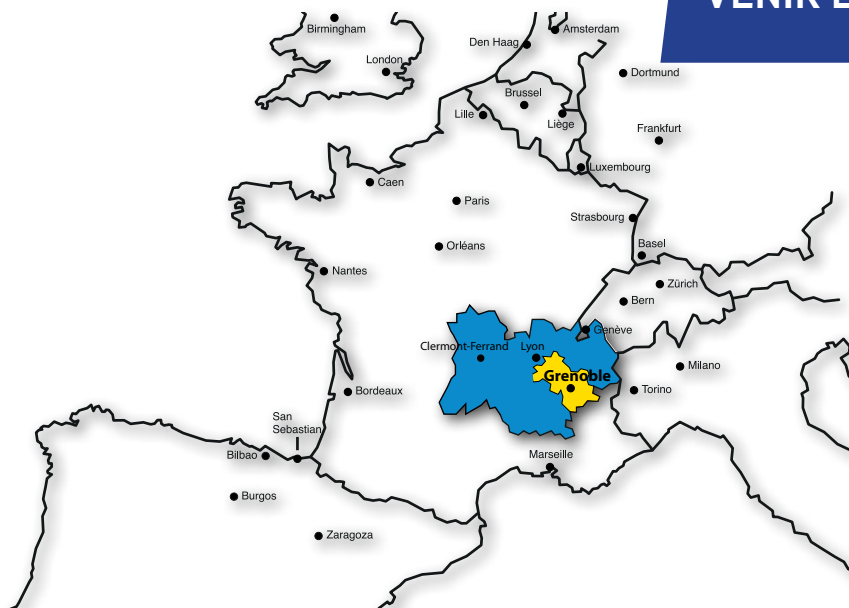 VENIR
Birmingham
Amsterdam
Den Haag
London
Dortmund
Brussel
Lille
Liège
Frankfurt
Luxembourg
Caen
Paris
Strasbourg
Orléans
Basel
Nantes
Zürich
Bern
Genève
Clermont-Ferrand
Lyon
Milano
Grenoble
Torino
Bordeaux
San
Sebastian
Bilbao
Marseille
Burgos
Zaragoza